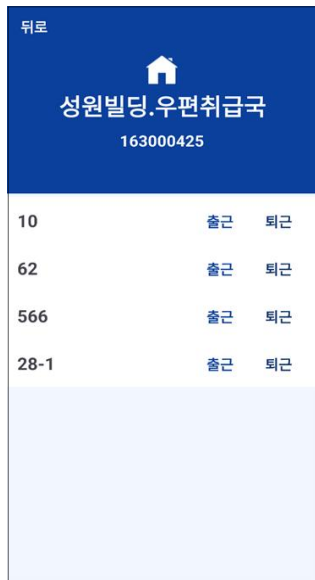 뒤로
성원빌딩.우편취급국
163000425
10 출근 퇴근
62 출근 퇴근
566 출근 퇴근
28-1 출근 퇴근